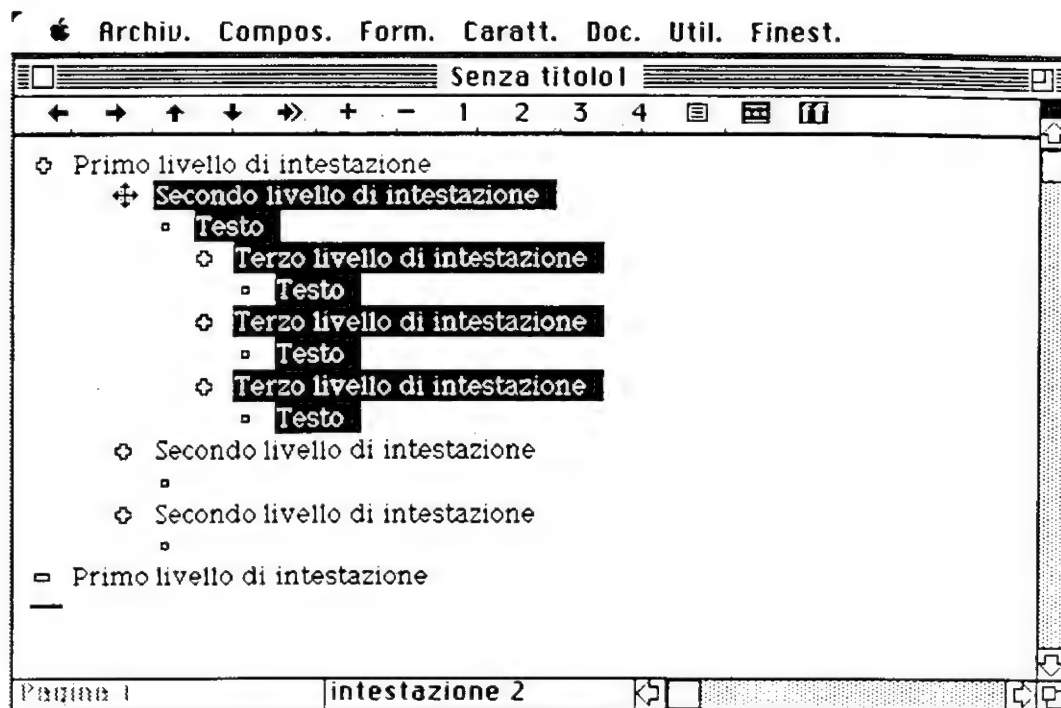 Archiv. Compos. Form. Caratt. Doc. Util. Finest.
Senza titolo1
+ - 1 2 3 4
Primo livello di intestazione
Secondo livello di intestazione
Testo
Terzo livello di intestazione
Testo
Terzo livello di intestazione
Testo
Terzo livello di intestazione
Testo
Secondo livello di intestazione
Secondo livello di intestazione
Primo livello di intestazione
Pagina 1 intestazione 2